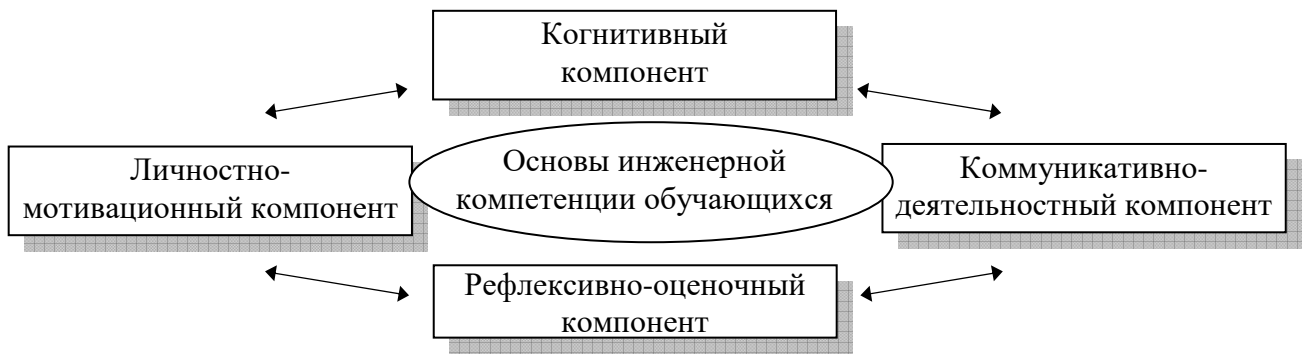 Когнитивный
компонент
Личностно-
мотивационный компонент
Основы инженерной
компетенции обучающихся
Коммуникативно-
деятельностный компонент
Рефлексивно-оценочный
компонент